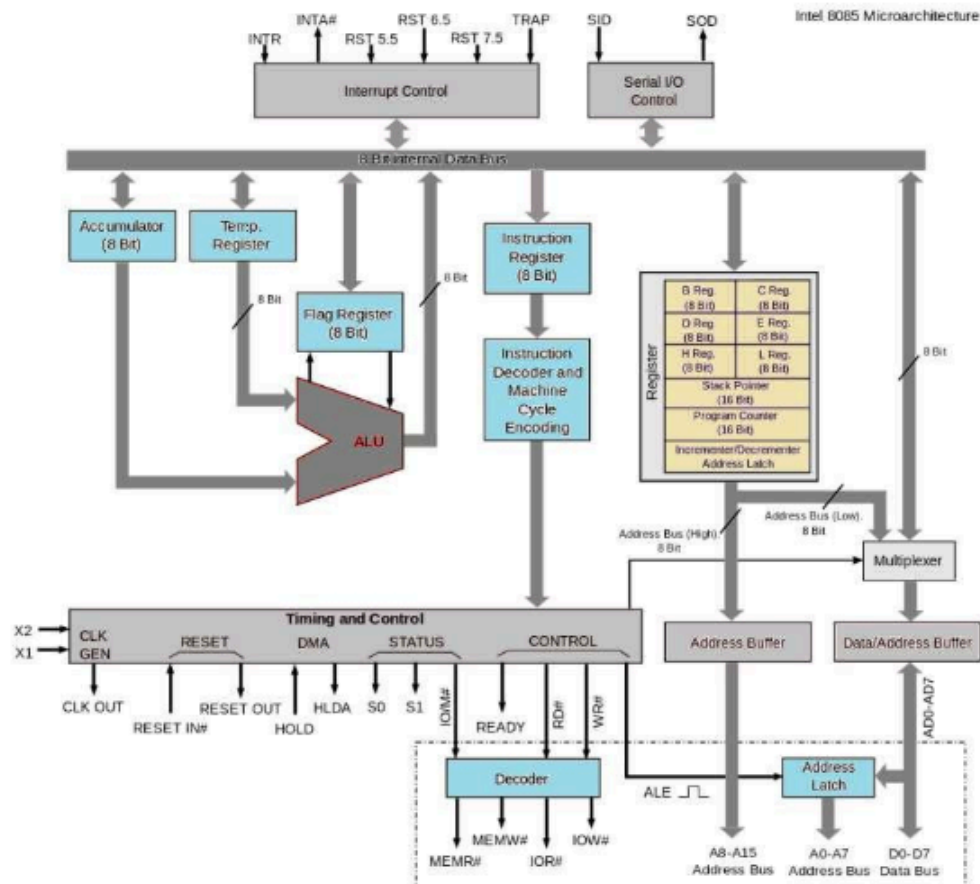 Intel 8085 Microarchitecture
INTR
INTA#
RST 5.5
RST 6.5
RST 7.5
TRAP
SID
SOD
Interrupt Control
Serial I/O
Control
8 Bit internal Data Bus
Accumulator
(8 Bit)
Temp.
Register
8 Bit
Flag Register
(8 Bit)
8 Bit
ALU
Instruction
Register
(8 Bit)
Instruction
Decoder and
Machine
Cycle
Encoding
Register
B Reg.
(8 Bit)
C Reg.
(8 Bit)
D Reg.
(8 Bit)
E Reg.
(8 Bit)
H Reg.
(8 Bit)
L Reg.
(8 Bit)
Stack Pointer
(16 Bit)
Program Counter
(16 Bit)
Incrementer/Decrementer
Address Latch
8 Bit
Address Bus (High).
8 Bit
Address Bus (Low).
8 Bit
Multiplexer
Address Buffer
Data/Address Buffer
AD0-AD7
Timing and Control
X2
X1
CLK
GEN
RESET
DMA
STATUS
CONTROL
CLK OUT
RESET IN#
RESET OUT
HOLD
HLDA
S0
S1
IO/M#
READY
RD#
WR#
Decoder
MEMR#
MEMW#
IOR#
IOW#
ALE
Address
Latch
A8-A15
Address Bus
A0-A7
Address Bus
D0-D7
Data Bus